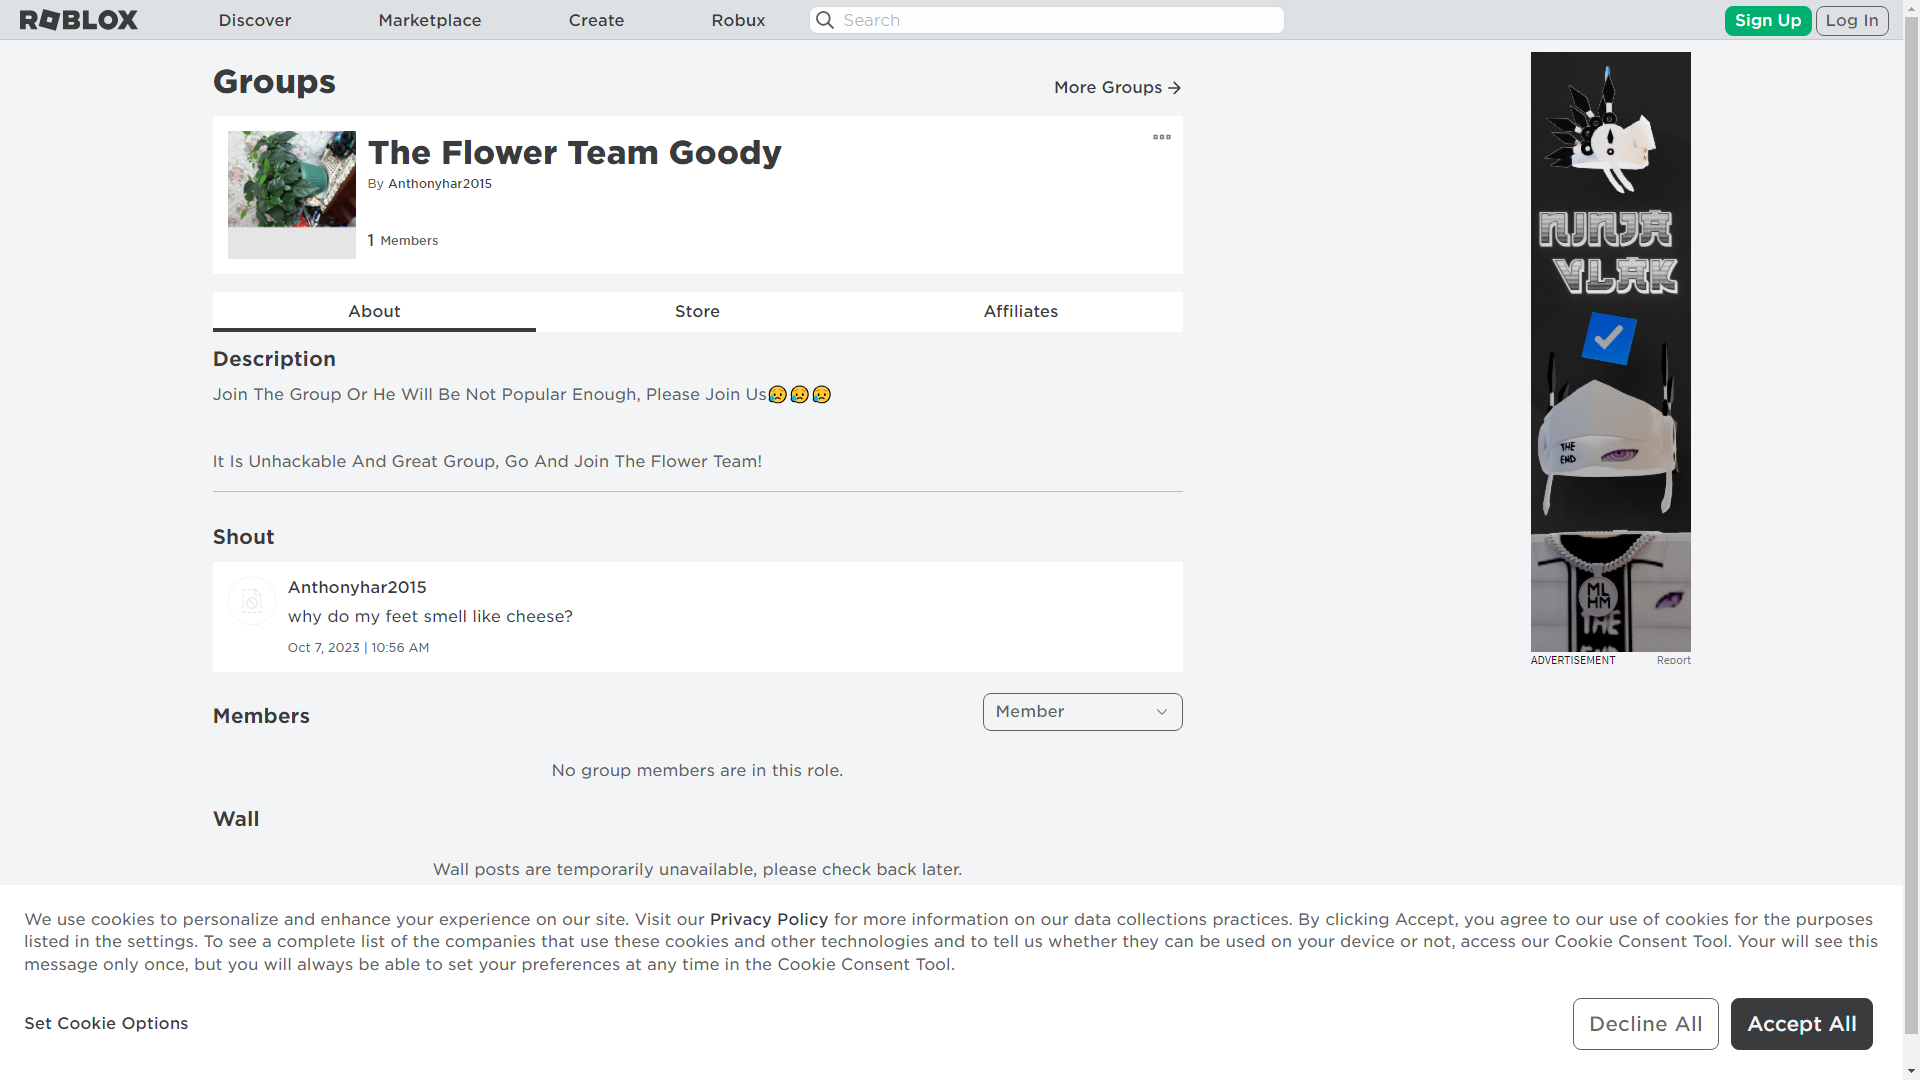 ROBLOX
Discover
Marketplace
Create
Robux
Search
Sign Up
Log In
Groups
More Groups
The Flower Team Goody
By Anthonyhar2015
1 Members
About
Store
Affiliates
Description
Join The Group Or He Will Be Not Popular Enough, Please Join Us😥😥😥
It Is Unhackable And Great Group, Go And Join The Flower Team!
Shout
Anthonyhar2015
why do my feet smell like cheese?
Oct 7, 2023 | 10:56 AM
Members
Member
No group members are in this role.
Wall
Wall posts are temporarily unavailable, please check back later.
NJNJA
VLAK
THE
END
ML
HM
THE
END
ADVERTISEMENT
Report
We use cookies to personalize and enhance your experience on our site. Visit our Privacy Policy for more information on our data collections practices. By clicking Accept, you agree to our use of cookies for the purposes
listed in the settings. To see a complete list of the companies that use these cookies and other technologies and to tell us whether they can be used on your device or not, access our Cookie Consent Tool. Your will see this
message only once, but you will always be able to set your preferences at any time in the Cookie Consent Tool.
Set Cookie Options
Decline All
Accept All